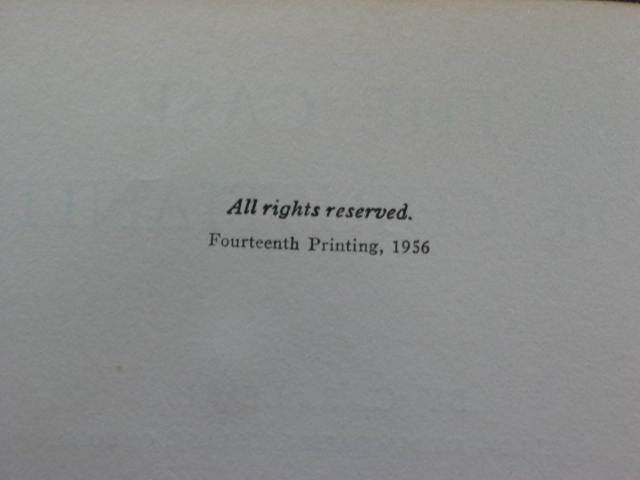 All rights reserved.
Fourteenth Printing, 1956